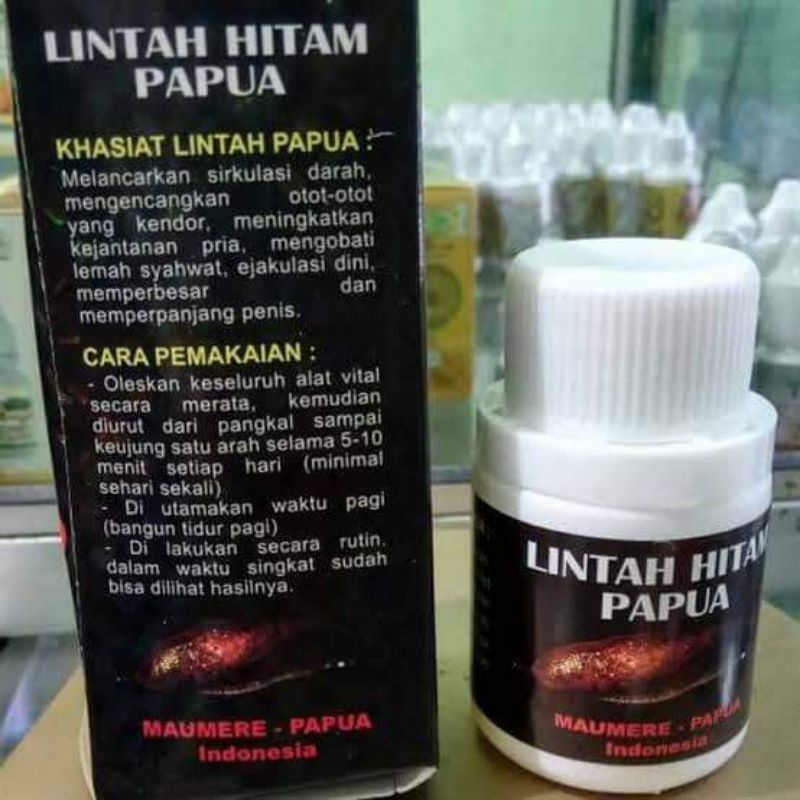 LINTAH HITAM
PAPUA
KHASIAT LINTAH PAPUA :
Melancarkan sirkulasi darah,
mengencangkan otot-otot
yang kendor, meningkatkan
kejantanan pria, mengobati
lemah syahwat, ejakulasi dini,
memperbesar dan
memperpanjang penis.
CARA PEMAKAIAN :
- Oleskan keseluruh alat vital
secara merata, kemudian
diurut dari pangkal sampai
keujung satu arah selama 5-10
menit setiap hari (minimal
sehari sekali)
- Di utamakan waktu pagi
(bangun tidur pagi)
- Di lakukan secara rutin.
dalam waktu singkat sudah
bisa dilihat hasilnya.
MAUMERE - PAPUA
Indonesia
LINTAH HITAM
PAPUA
MAUMERE - PAPUA
Indonesia